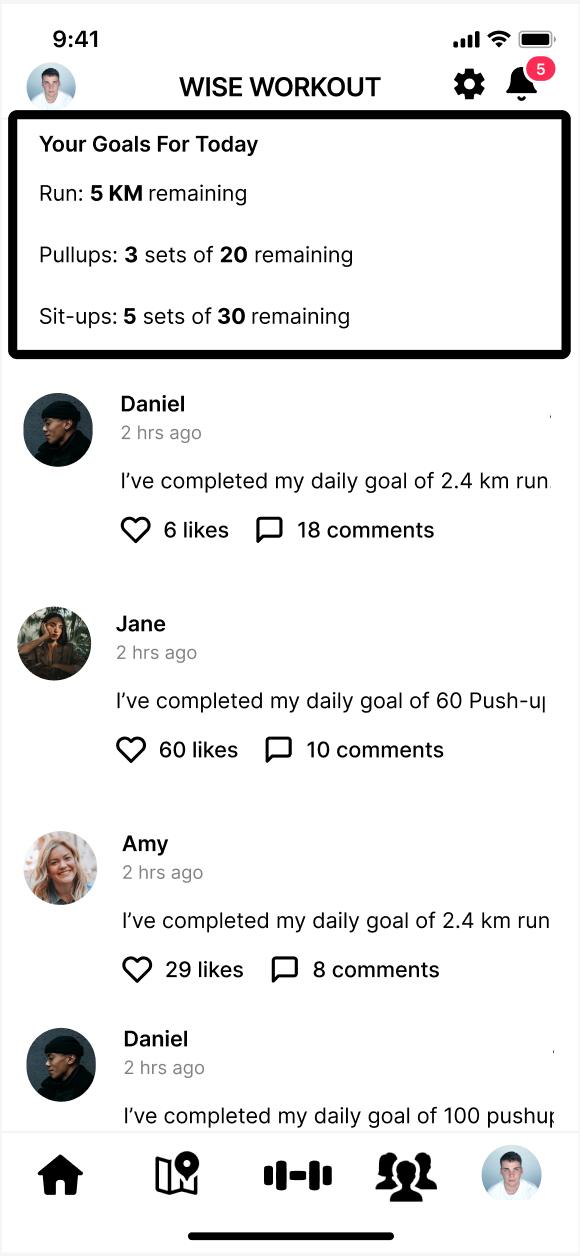 9:41
5
WISE WORKOUT
Your Goals For Today
Run: 5 KM remaining
Pullups: 3 sets of 20 remaining
Sit-ups: 5 sets of 30 remaining
Daniel
2 hrs ago
I’ve completed my daily goal of 2.4 km run.
6 likes 18 comments
Jane
2 hrs ago
I’ve completed my daily goal of 60
60 likes 10 comments
Amy
2 hrs ago
I’ve completed my daily goal of 2.4 km run
29 likes 8 comments
Daniel
2 hrs ago
I’ve completed my daily goal of 100